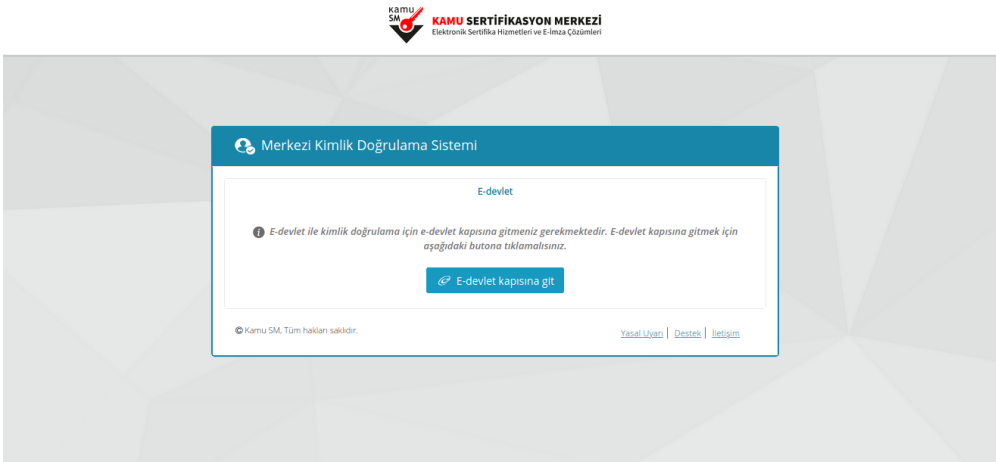 kamu
SM
KAMU SERTİFİKASYON MERKEZİ
Elektronik Sertifika Hizmetleri ve E-İmza Çözümleri
Merkezi Kimlik Doğrulama Sistemi
E-devlet
E-devlet ile kimlik doğrulama için e-devlet kapısına gitmeniz gerekmektedir. E-devlet kapısına gitmek için
aşağıdaki butona tıklamalısınız.
E-devlet kapısına git
© Kamu SM, Tüm hakları saklıdır.
Yasal Uyarı | Destek | İletişim